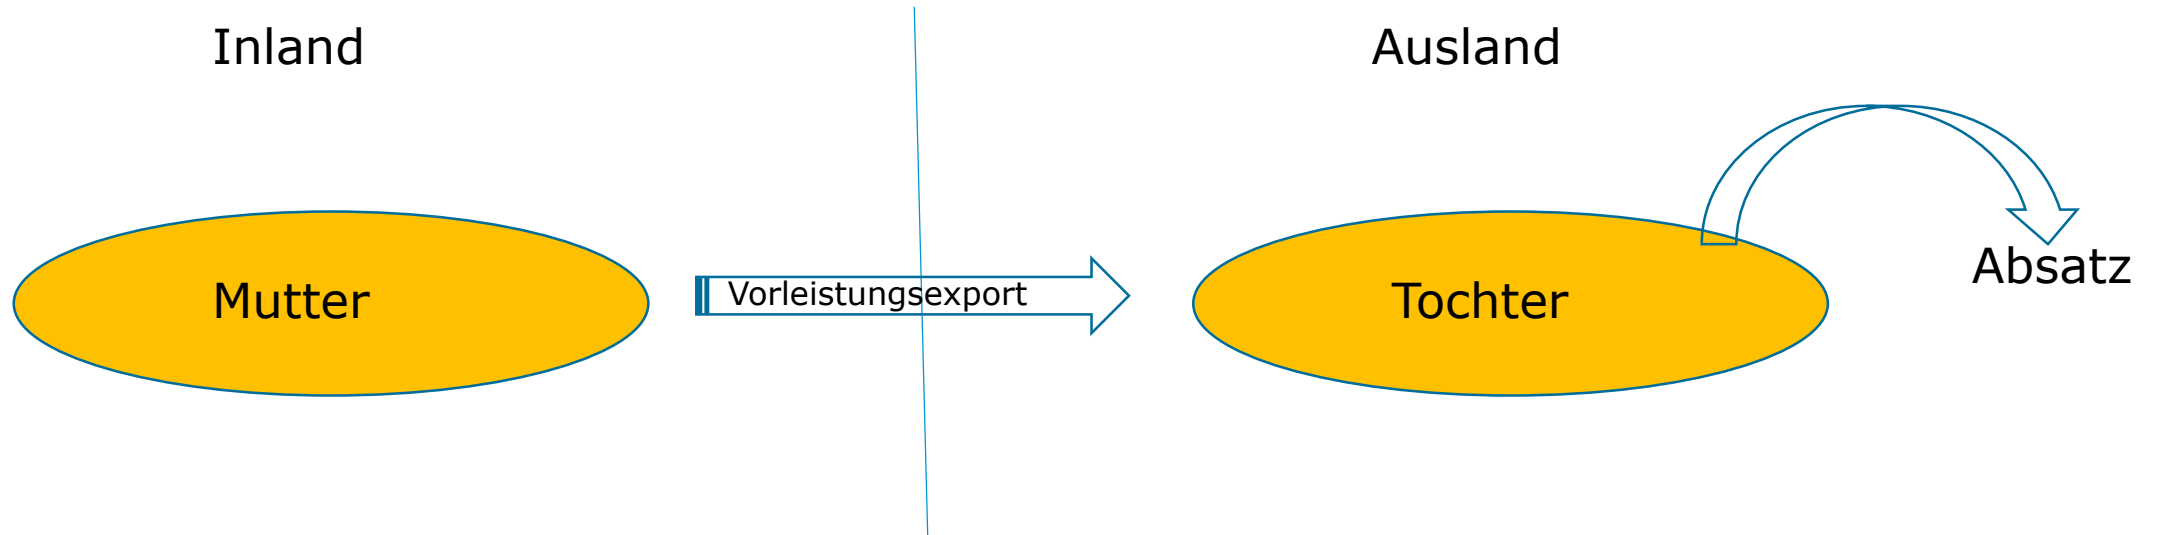 Inland
Ausland
Mutter
Vorleistungsexport
Tochter
Absatz